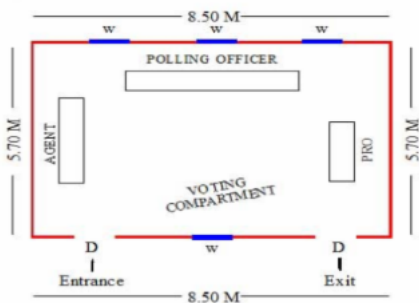 8.50 M
W W W
POLLING OFFICER
5.70 M
5.70 M
AGENT
PRO
VOTING
COMPARTMENT
D D
W
Entrance
Exit
8.50 M